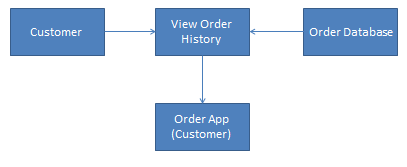 Customer
View Order
History
Order Database
Order App
(Customer)